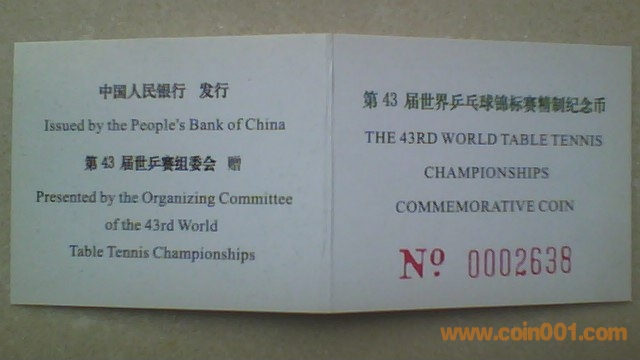 中国人民银行 发行
Issued by the People's Bank of China
第 43 届世乒赛组委会 赠
Presented by the Organizing Committee
of the 43rd World
Table Tennis Championships
第 43 届世界乒乓球锦标赛精制纪念币
THE 43RD WORLD TABLE TENNIS
CHAMPIONSHIPS
COMMEMORATIVE COIN
Nº 0002638
www.coin001.com